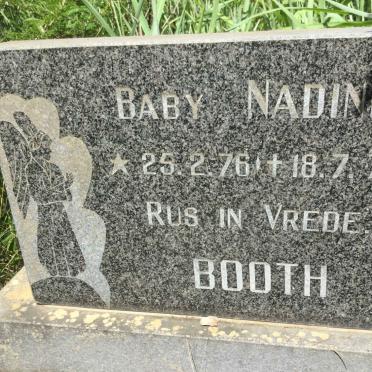 BABY NADIN
★ 25.2.76 ✝ 18.7.
RUS IN VREDE.
BOOTH